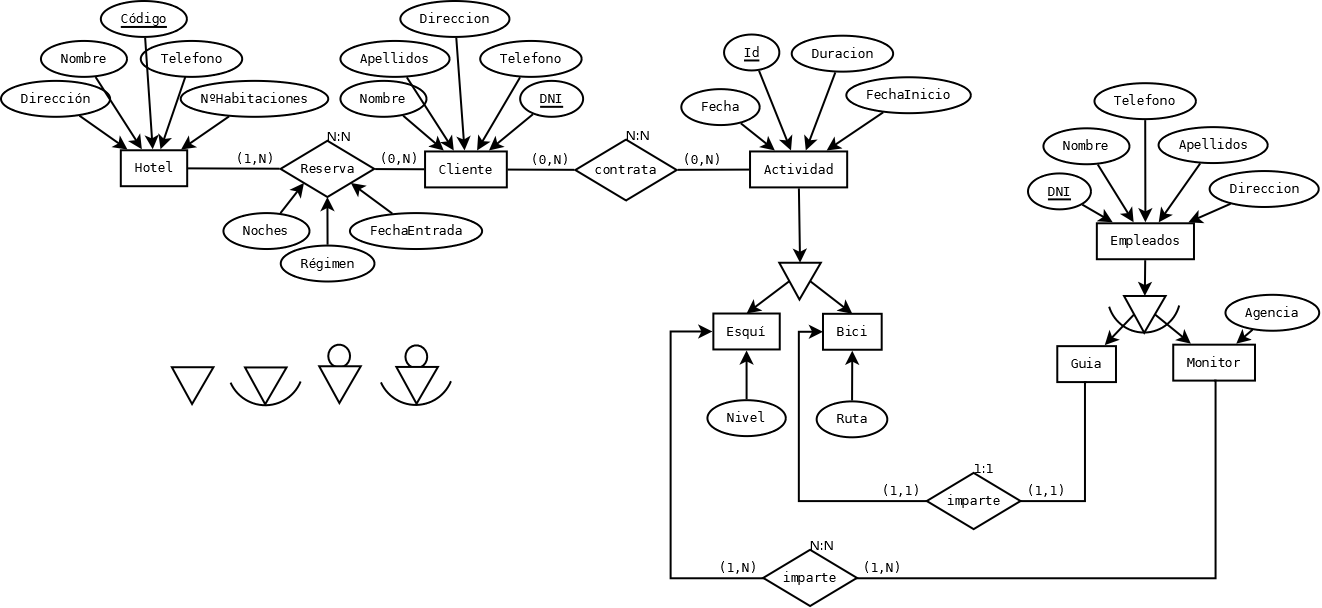 Código
Nombre
Telefono
Dirección
NºHabitaciones
Hotel
(1,N)
N:N
Reserva
(0,N)
Noches
Régimen
FechaEntrada
Direccion
Apellidos
Telefono
Nombre
DNI
Cliente
(0,N)
N:N
contrata
(0,N)
Id
Duracion
Fecha
FechaInicio
Actividad
Esquí
Bici
Nivel
Ruta
Telefono
Nombre
Apellidos
DNI
Direccion
Empleados
Agencia
Guia
Monitor
1:1
(1,1)
imparte
(1,1)
N:N
(1,N)
imparte
(1,N)